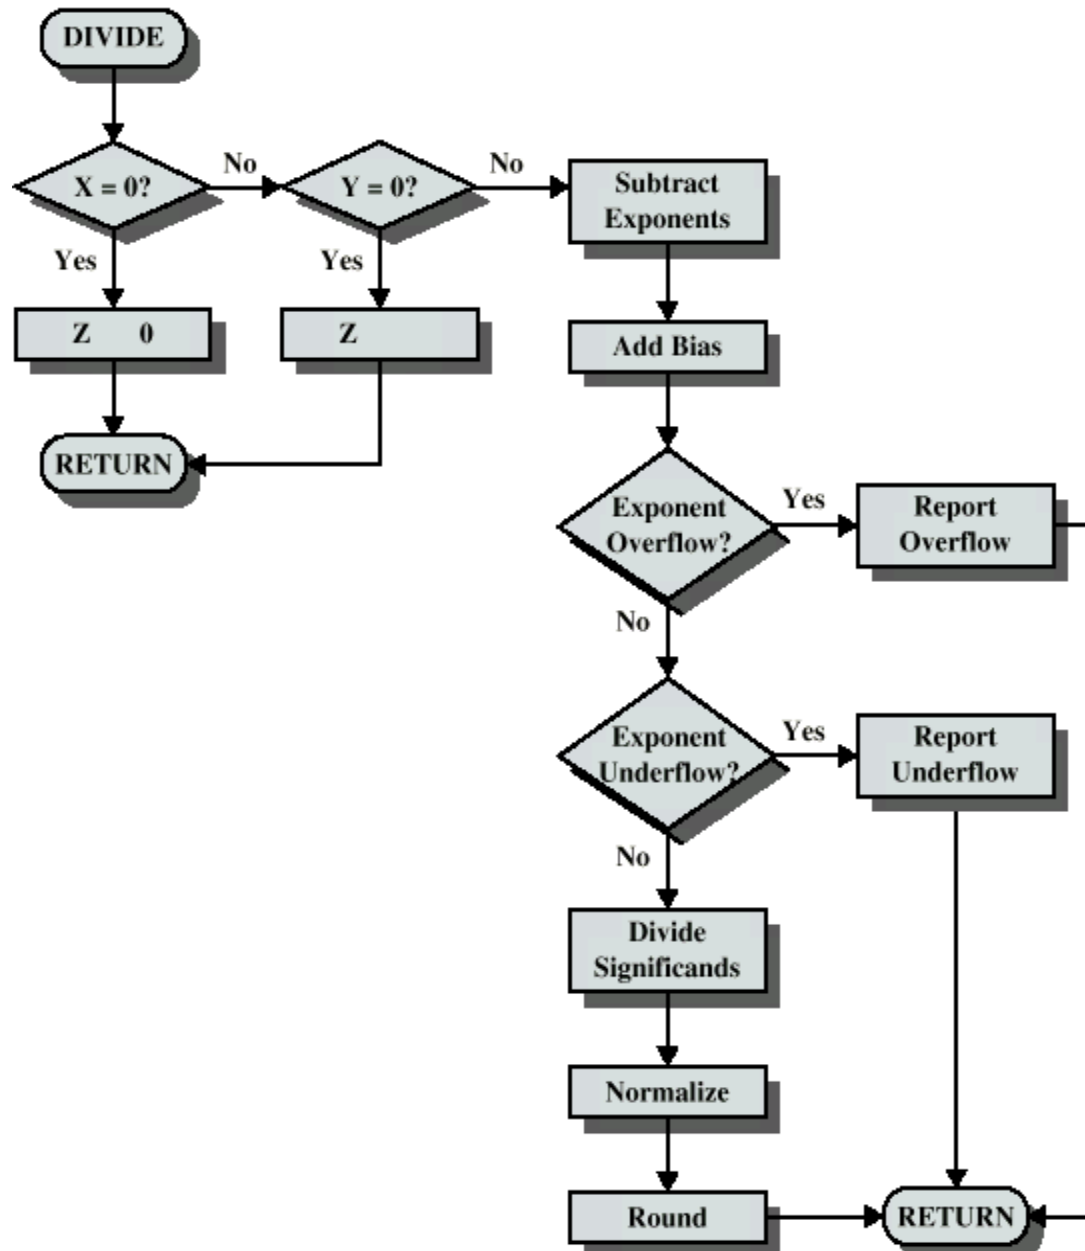 DIVIDE
X = 0?
No
Y = 0?
No
Subtract
Exponents
Yes
Yes
Z 0
Z
Add Bias
RETURN
Exponent
Overflow?
Yes
Report
Overflow
No
Exponent
Underflow?
Yes
Report
Underflow
No
Divide
Significands
Normalize
Round
RETURN